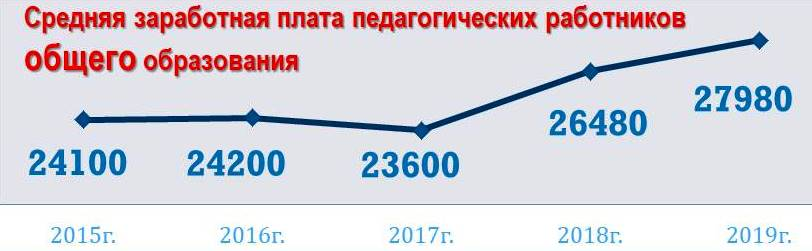 Средняя заработная плата педагогических работников
общего образования
24100
24200
23600
26480
27980
2015г.
2016г.
2017г.
2018г.
2019г.